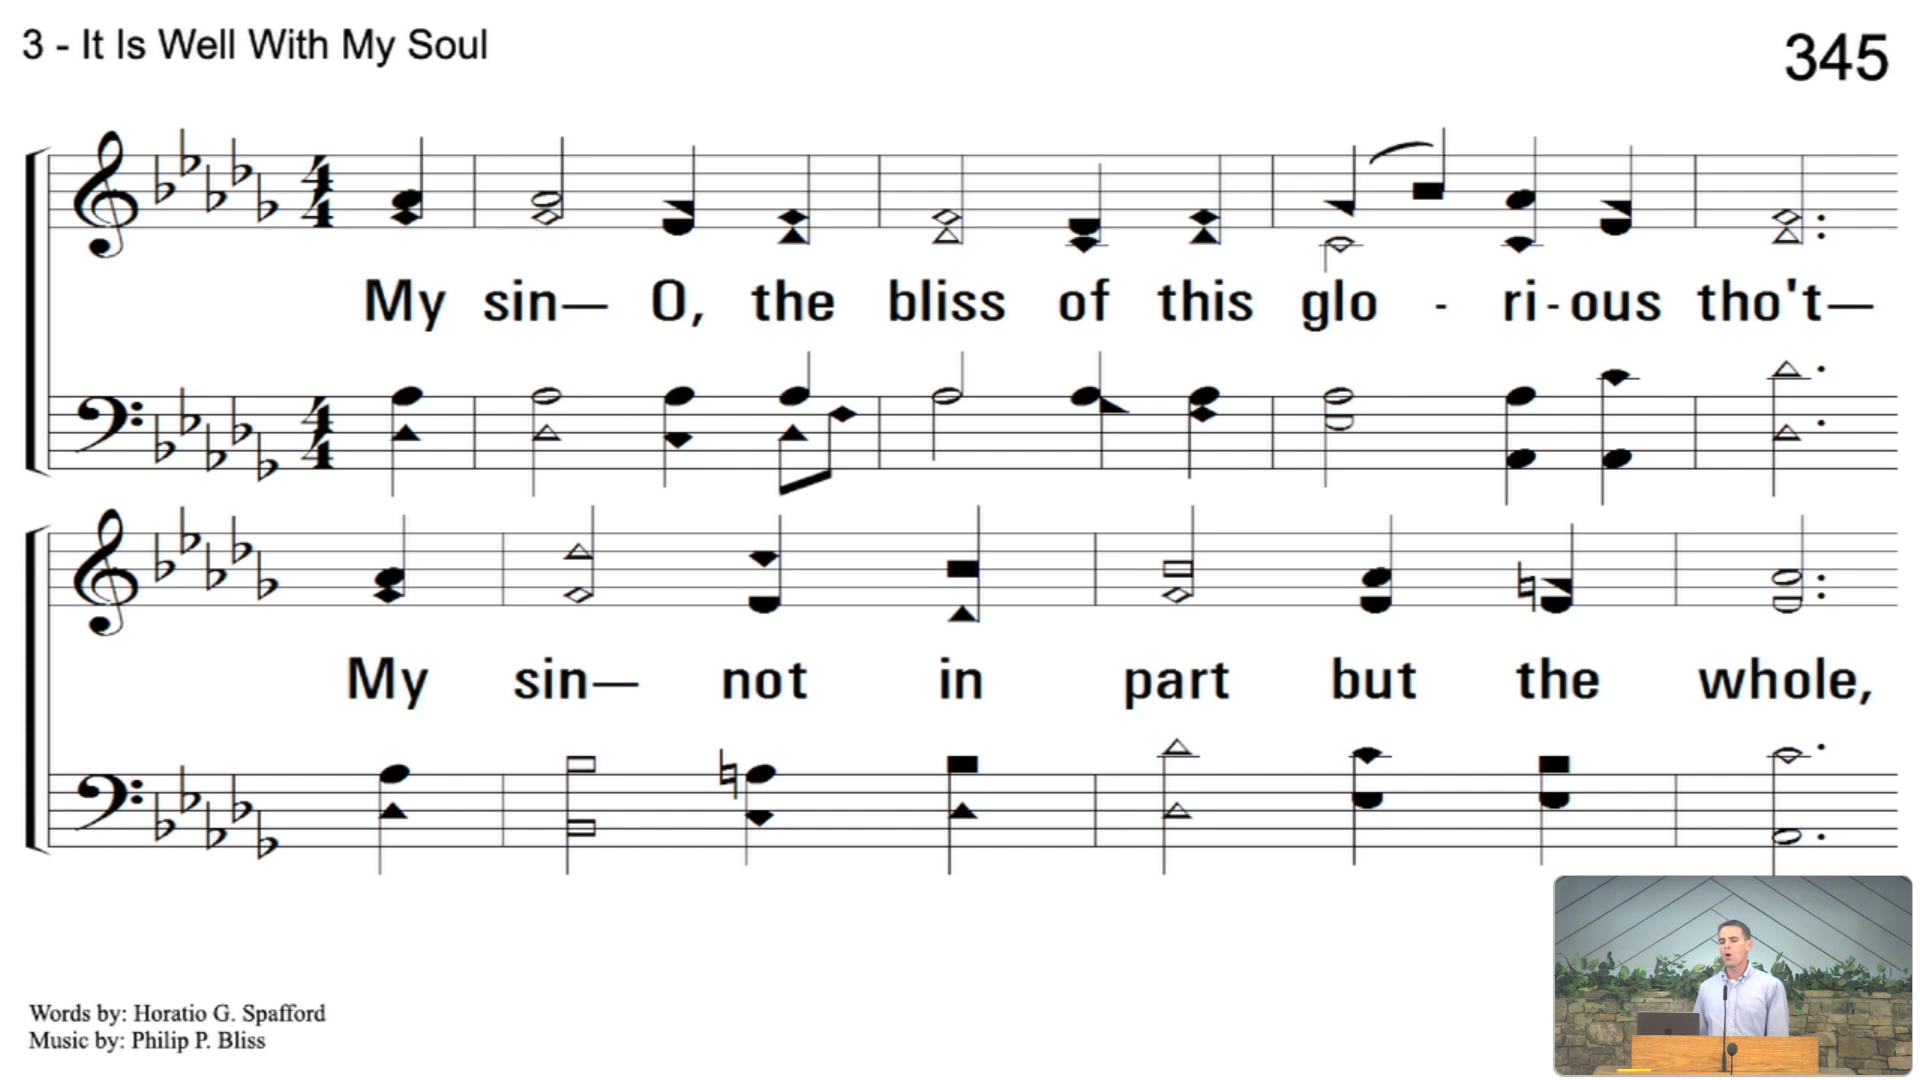 3 - It Is Well With My Soul
345
My sin— O, the bliss of this glo - ri-ous tho't—
My sin— not in part but the whole,
Words by: Horatio G. Spafford
Music by: Philip P. Bliss